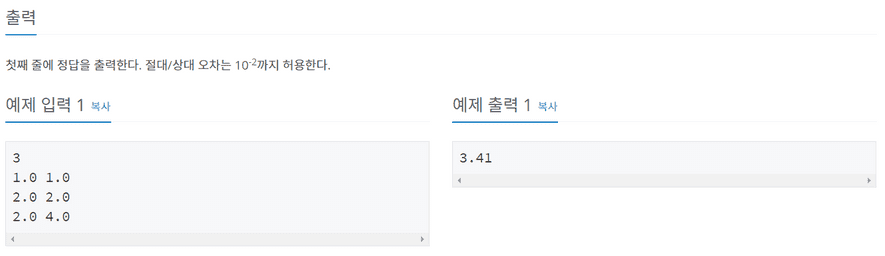 출력
첫째 줄에 정답을 출력한다. 절대/상대 오차는 10-2까지 허용한다.
예제 입력 1 복사
3
1.0 1.0
2.0 2.0
2.0 4.0
예제 출력 1 복사
3.41